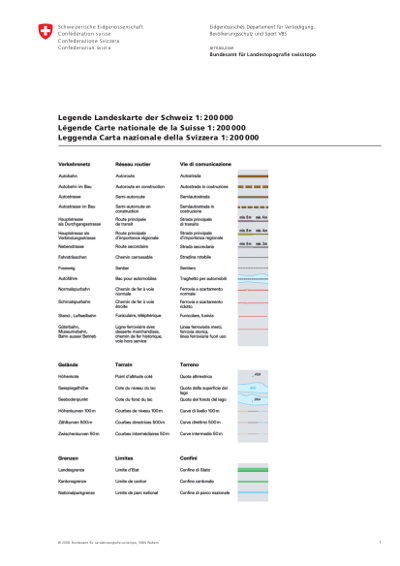 Schweizerische Eidgenossenschaft
Confédération suisse
Confederazione Svizzera
Confederaziun svizra
Eidgenössisches Departement für Verteidigung,
Bevölkerungsschutz und Sport VBS
armasuisse
Bundesamt für Landestopografie swisstopo
Legende Landeskarte der Schweiz 1:200 000
Légende Carte nationale de la Suisse 1:200 000
Leggenda Carta nazionale della Svizzera 1:200 000
Verkehrsnetz Réseau routier Vie di comunicazione
Autobahn Autoroute Autostrada
Autobahn im Bau Autoroute en construction Autostrada in costruzione
Autostrasse Semi-autoroute Semiautostrada
Autostrasse im Bau Semi-autoroute en construction Semiautostrada in costruzione
Hauptstrasse als Durchgangsstrasse Route principale de transit Strada principale di transito
Hauptstrasse als Verbindungsstrasse Route principale d'importance régionale Strada principale d'importanza regionale
Nebenstrasse Route secondaire Strada secondaria
Fahrsträsschen Chemin carrossable Stradina rotabile
Fussweg Sentier Sentiero
Autofähre Bac pour automobiles Traghetto per automobili
Normalspurbahn Chemin de fer à voie normale Ferrovia a scartamento normale
Schmalspurbahn Chemin de fer à voie étroite Ferrovia a scartamento ridotto
Stand-, Luftseilbahn Funiculaire, téléphérique Funicolare, funivia
Güterbahn, Museumsbahn, Bahn ausser Betrieb Ligne ferroviaire avec desserte marchandises, chemin de fer historique, voie hors service Linea ferroviaria merci, ferrovia storica, linea ferroviaria fuori uso
Gelände Terrain Terreno
Höhenkote Point d'altitude coté Quota altimetrica
Seespiegelhöhe Cote du niveau du lac Quota della superficie del lago
Seebodenpunkt Cote du fond du lac Quota del fondo del lago
Höhenkurven 100 m Courbes de niveau 100 m Curve di livello 100 m
Zählkurven 500 m Courbes directrices 500 m Curve direttrici 500 m
Zwischenkurven 50 m Courbes intermédiaires 50 m Curve intermedie 50 m
Grenzen Limites Confini
Landesgrenze Limite d'Etat Confine di Stato
Kantonsgrenze Limite de canton Confine cantonale
Nationalparkgrenze Limite de parc national Confine di parco nazionale
1